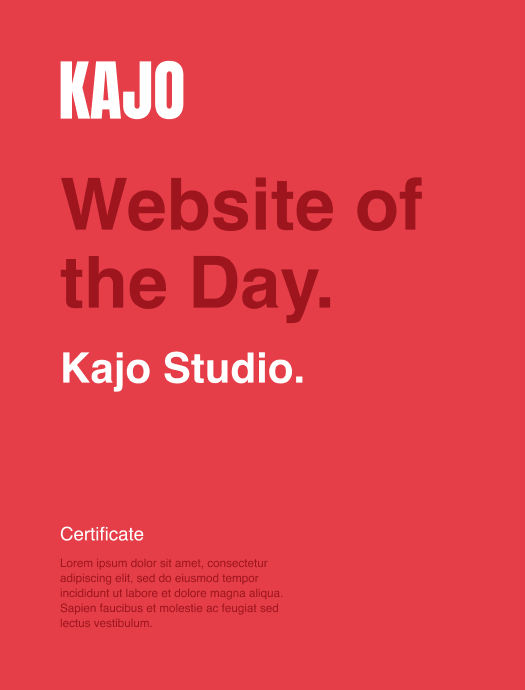 KAJO
Website of
the Day.
Kajo Studio.
Certificate
Lorem ipsum dolor sit amet, consectetur
adipiscing elit, sed do eiusmod tempor
incididunt ut labore et dolore magna aliqua.
Sapien faucibus et molestie ac feugiat sed
lectus vestibulum.